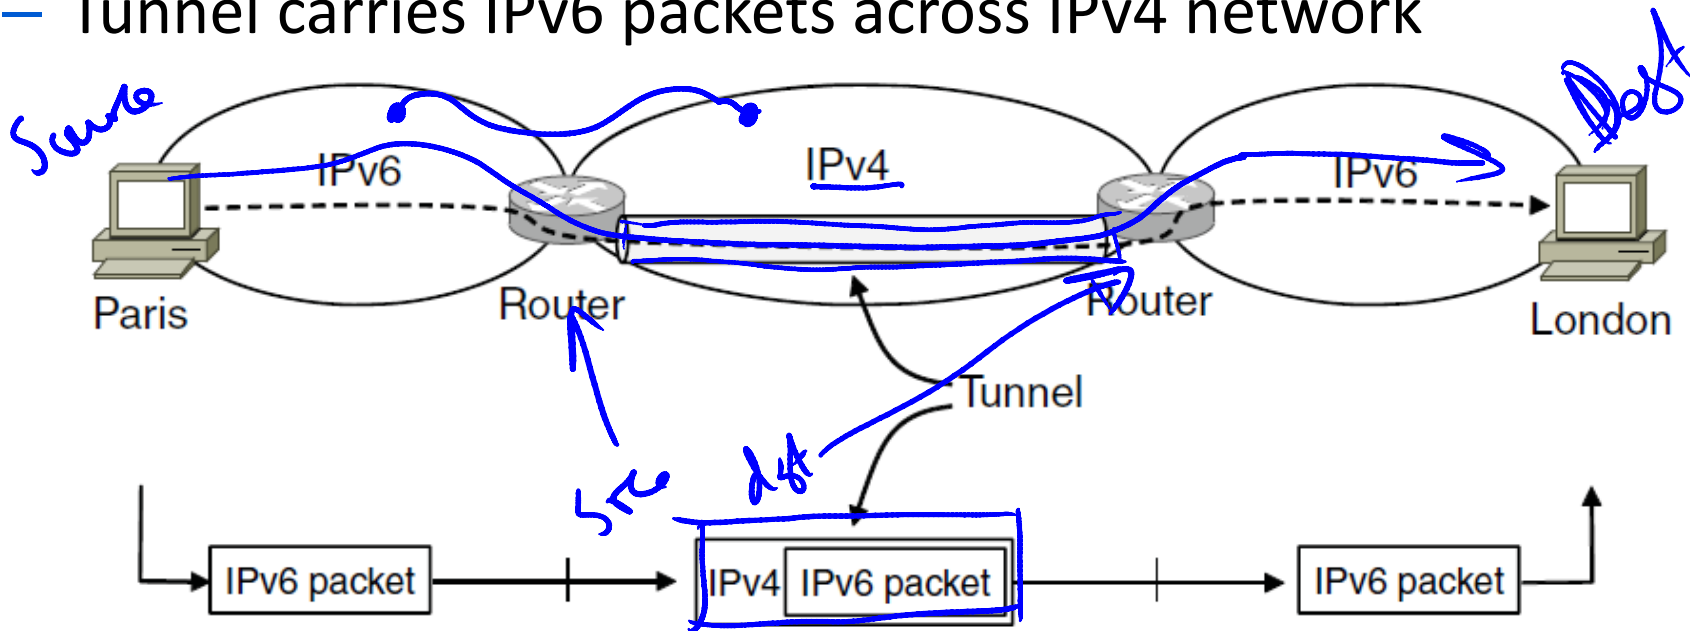 – Tunnel carries IPv6 packets across IPv4 network
Source
Dest
IPv6
IPv4
IPv6
Paris
Router
Router
London
Tunnel
dst
IPv6 packet
IPv4
IPv6 packet
IPv6 packet